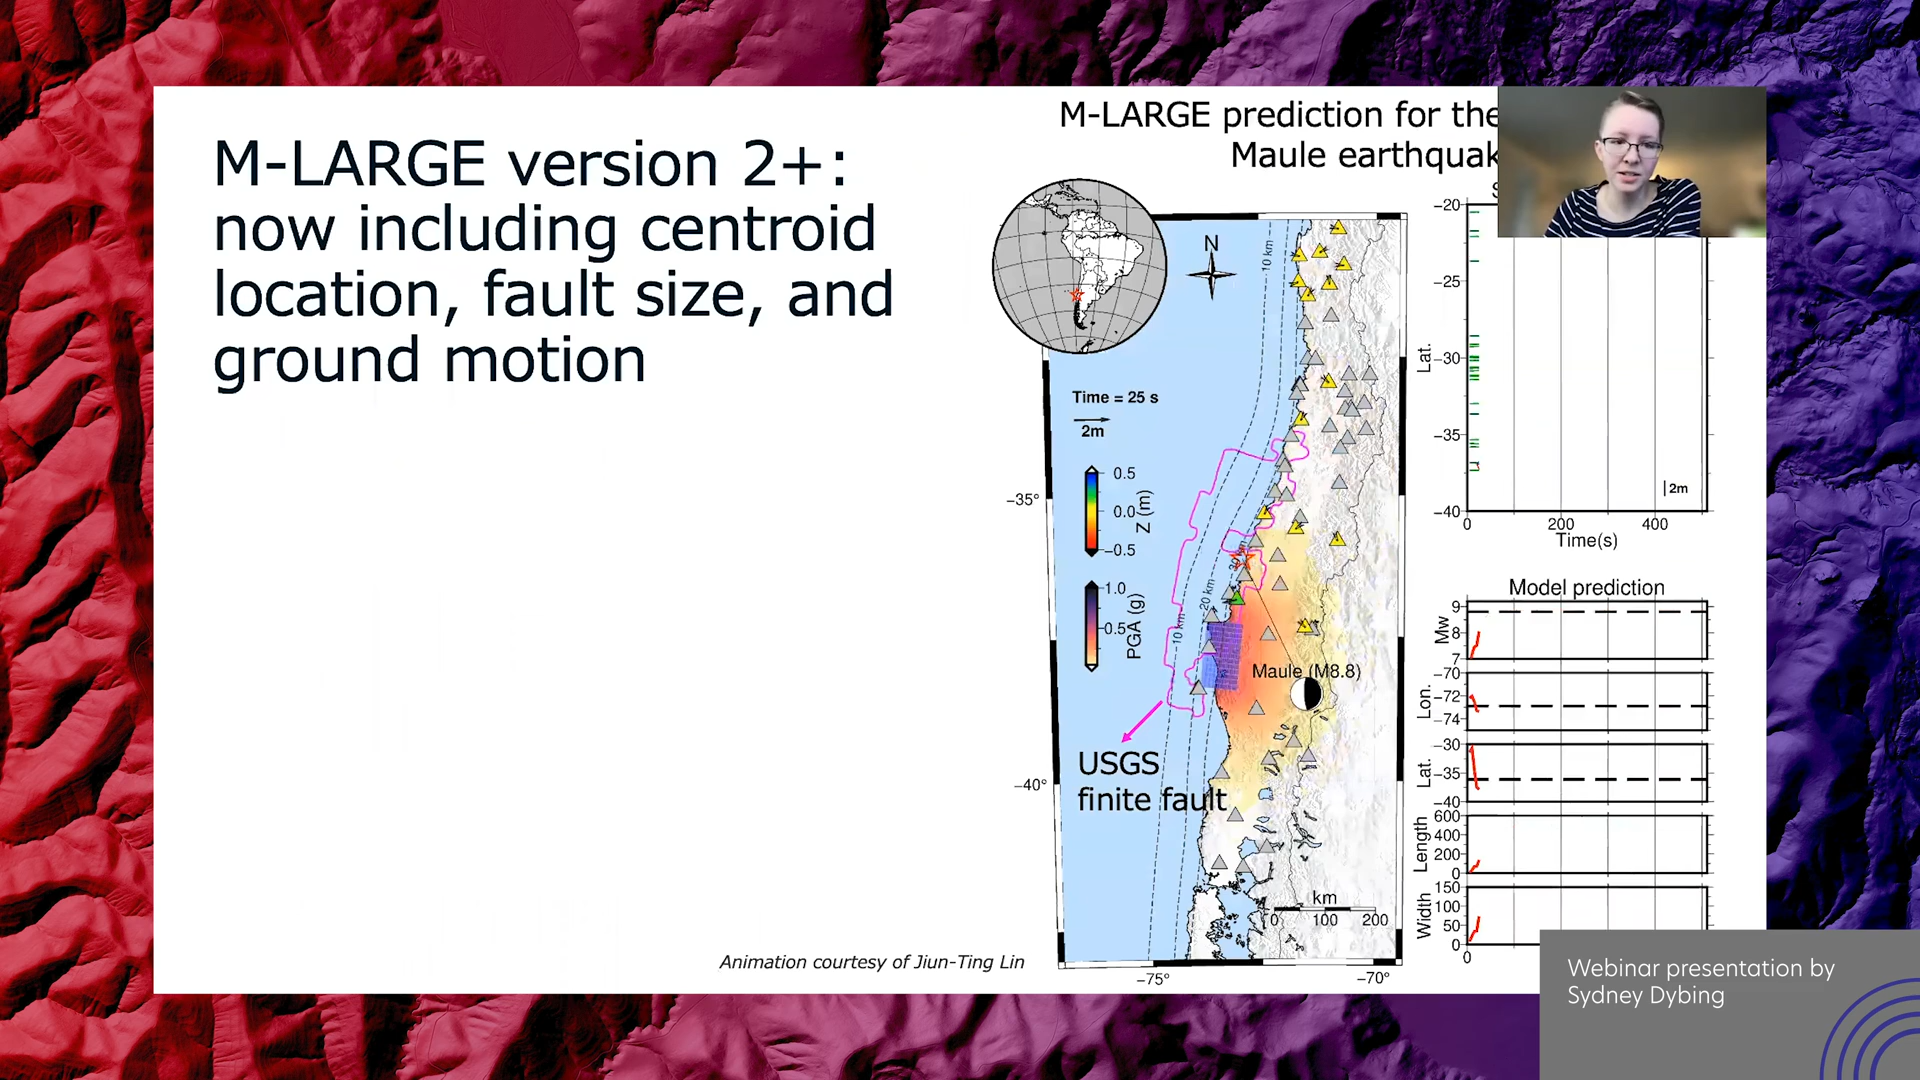 M-LARGE version 2+:
now including centroid
location, fault size, and
ground motion
M-LARGE prediction for the
Maule earthquak
N
10 km
Time = 25 s
2m
0.5
0.0
−0.5
Z (m)
1.0
0.5
PGA (g)
−35°
−40°
20 km
10 km
Maule (M8.8)
USGS
finite fault
km
0 100 200
−75° −70°
−20
−25
−30
−35
−40
Lat.
2m
0 200 400
Time(s)
Model prediction
9
8
7
Mw
−70
−72
−74
Lon.
−30
−35
−40
Lat.
600
400
200
0
Length
150
100
50
0
Width
0
Animation courtesy of Jiun-Ting Lin
Webinar presentation by
Sydney Dybing